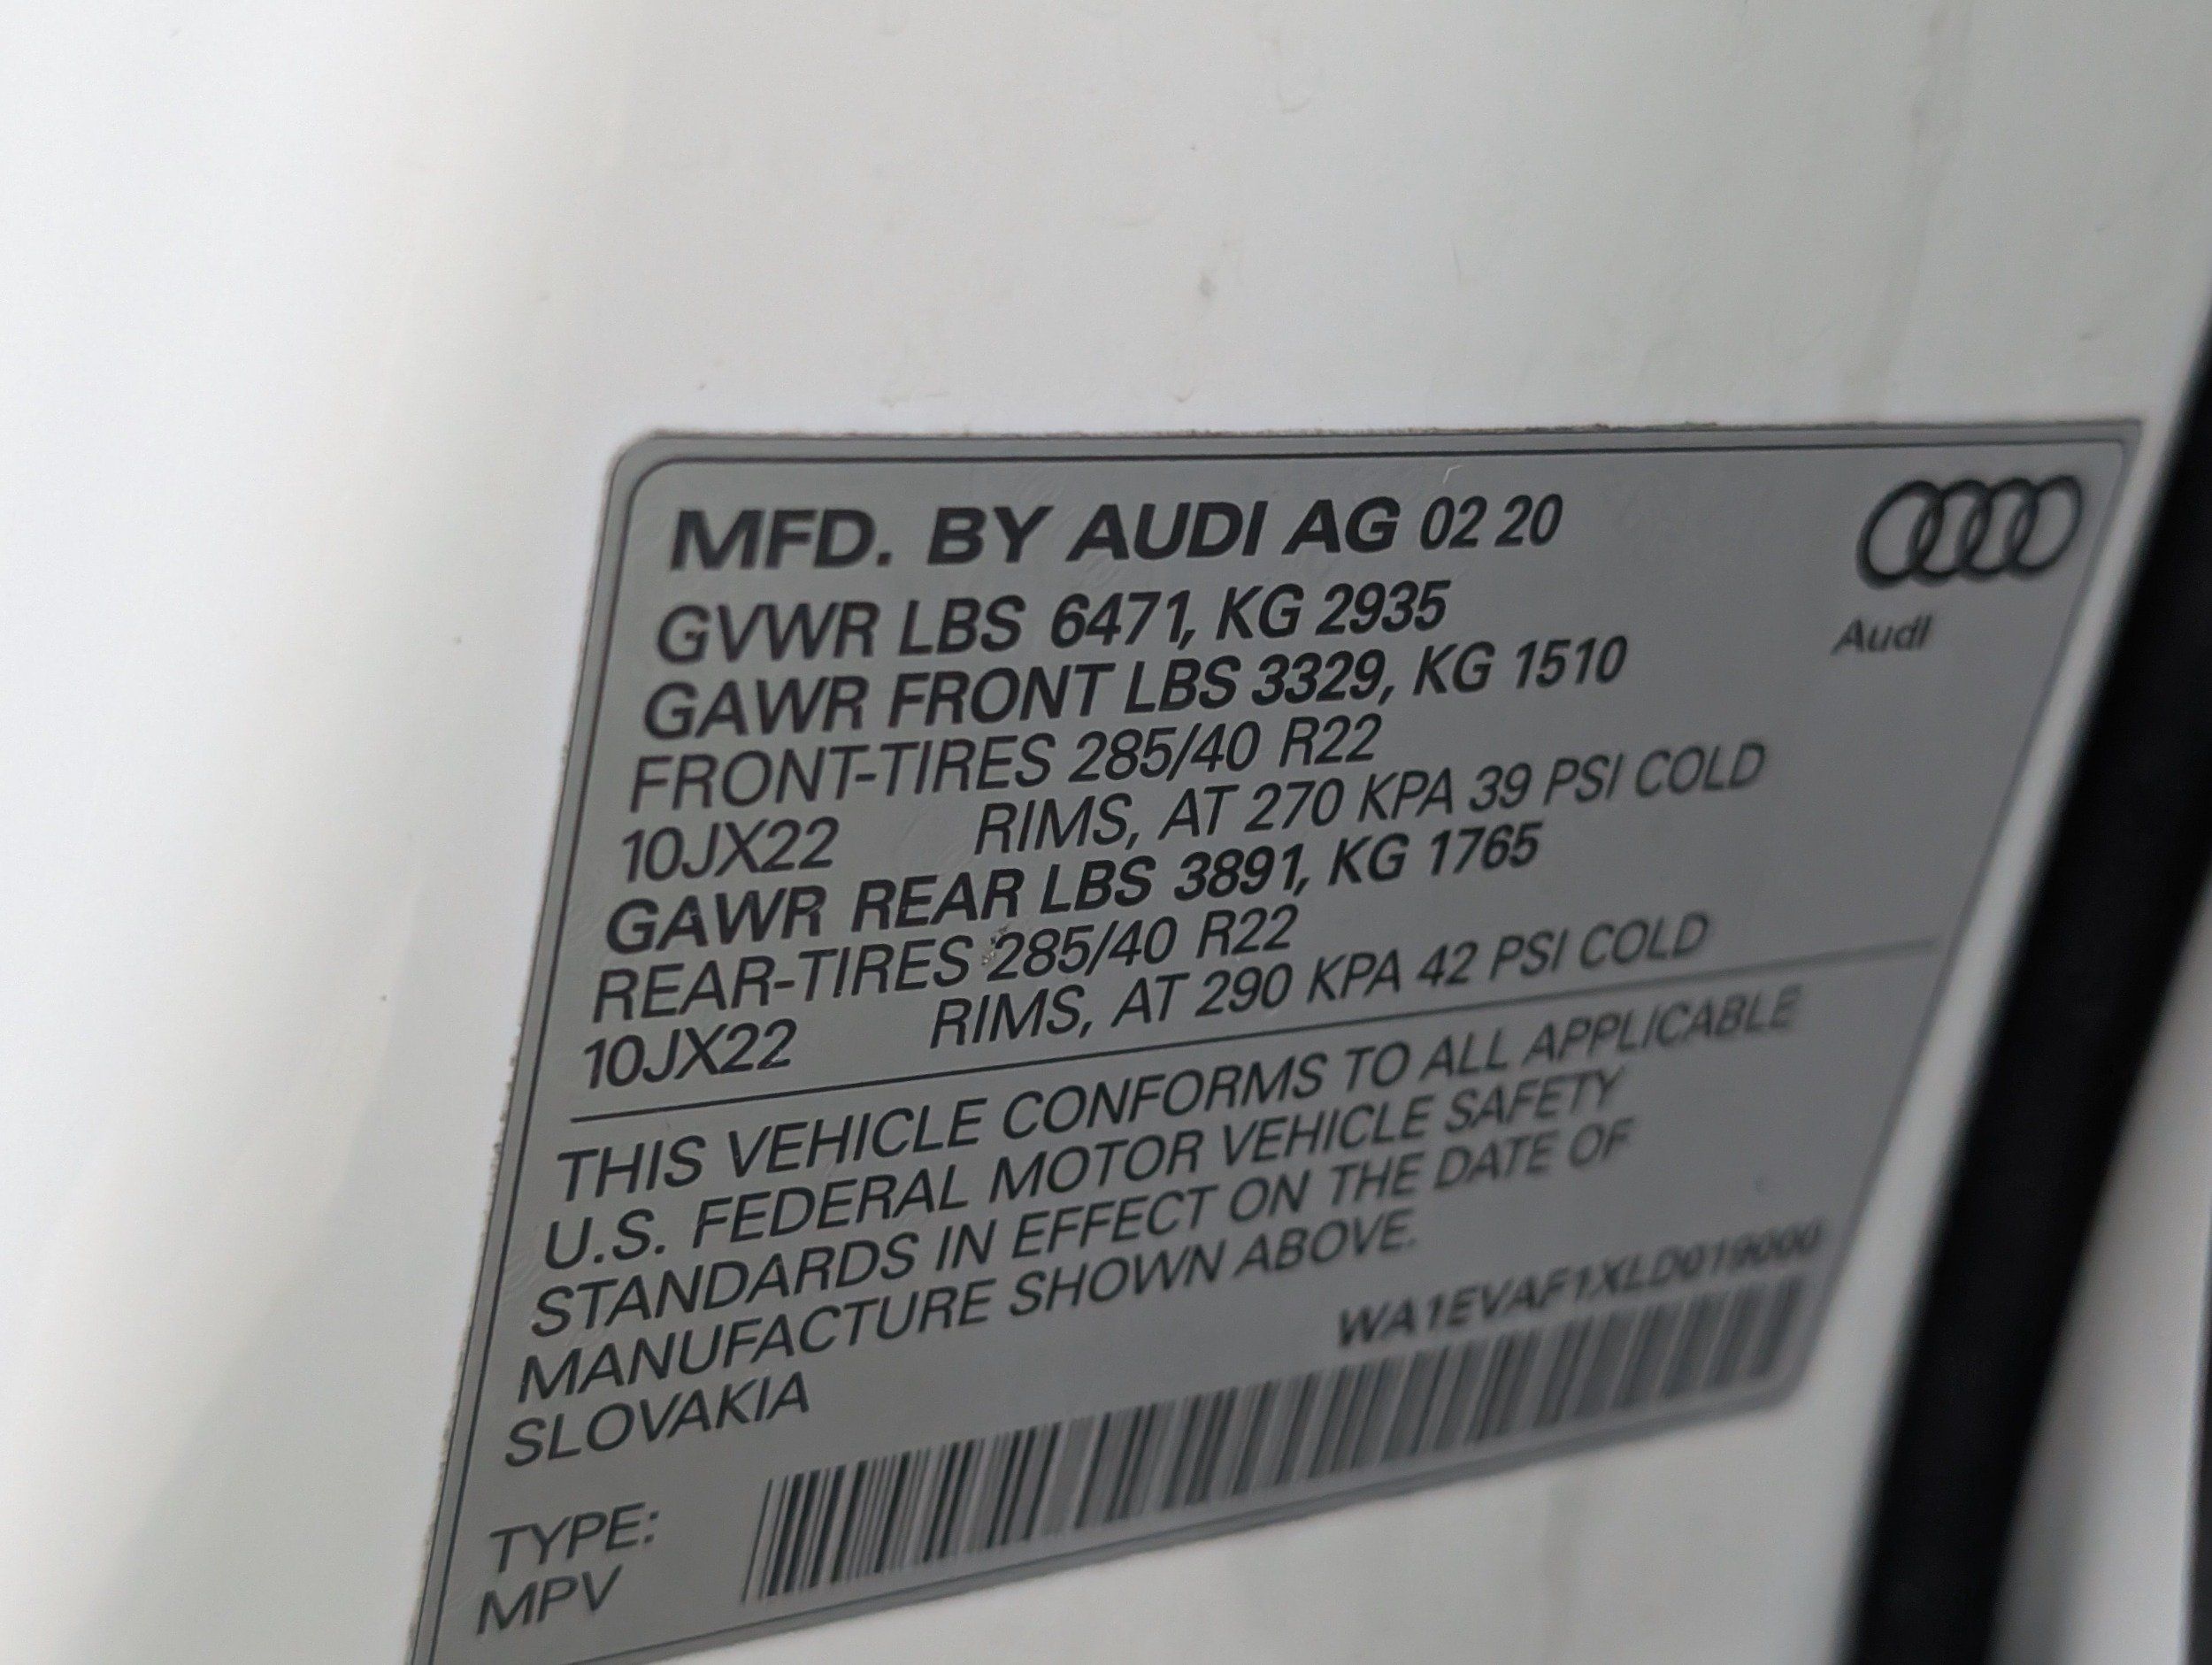 MFD. BY AUDI AG 02 20
Audi
GVWR LBS 6471, KG 2935
GAWR FRONT LBS 3329, KG 1510
FRONT-TIRES 285/40 R22
10JX22 RIMS, AT 270 KPA 39 PSI COLD
GAWR REAR LBS 3891, KG 1765
REAR-TIRES 285/40 R22
10JX22 RIMS, AT 290 KPA 42 PSI COLD
THIS VEHICLE CONFORMS TO ALL APPLICABLE
U.S. FEDERAL MOTOR VEHICLE SAFETY
STANDARDS IN EFFECT ON THE DATE OF
MANUFACTURE SHOWN ABOVE.
SLOVAKIA
WA1EVAF1XLD019000
TYPE:
MPV